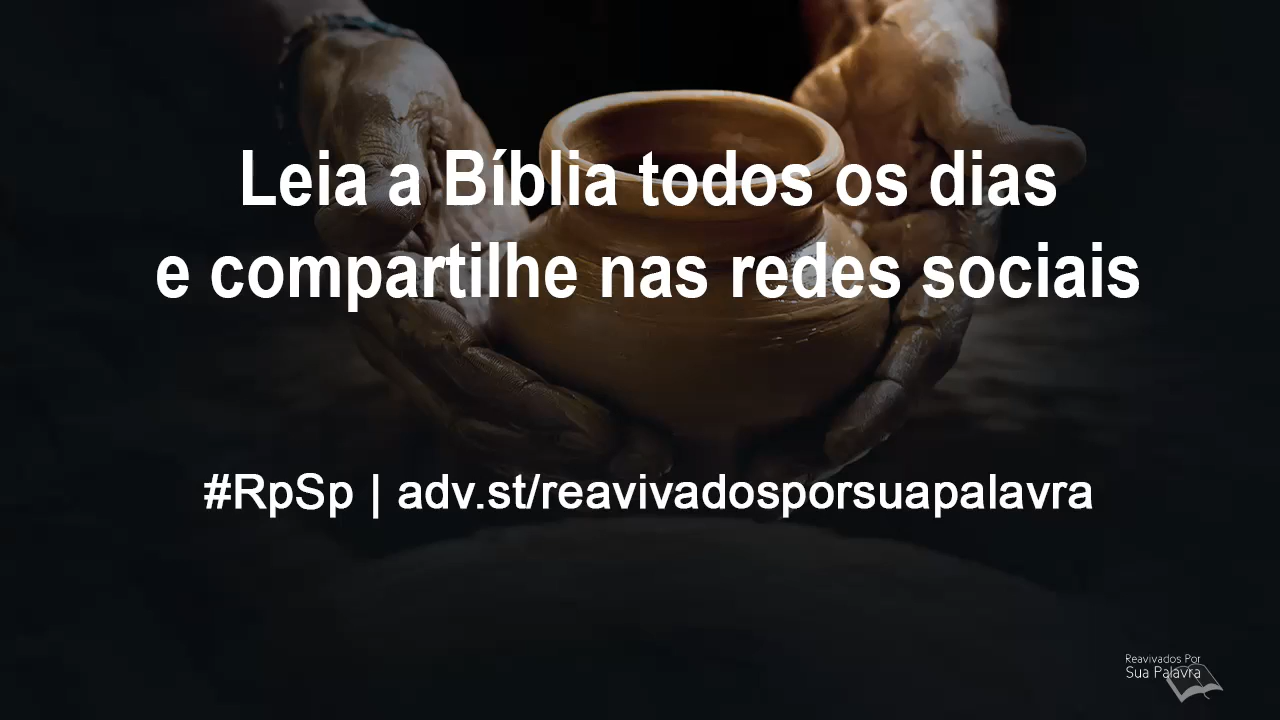 Leia a Bíblia todos os dias
e compartilhe nas redes sociais
#RpSp | adv.st/reavivadosporsuapalavra
Reavivados Por
Sua Palavra